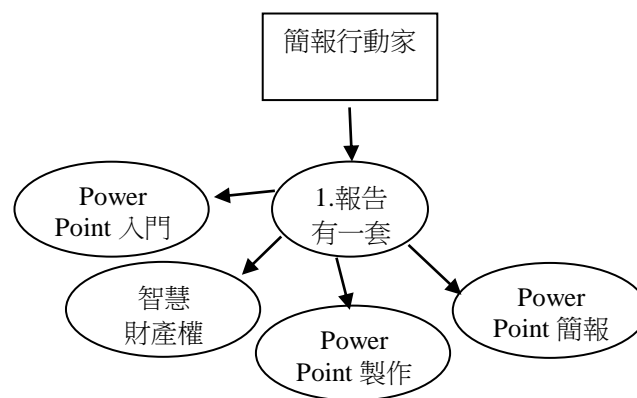 簡報行動家
1.報告
有一套
Power
Point 入門
智慧
財產權
Power
Point 製作
Power
Point 簡報